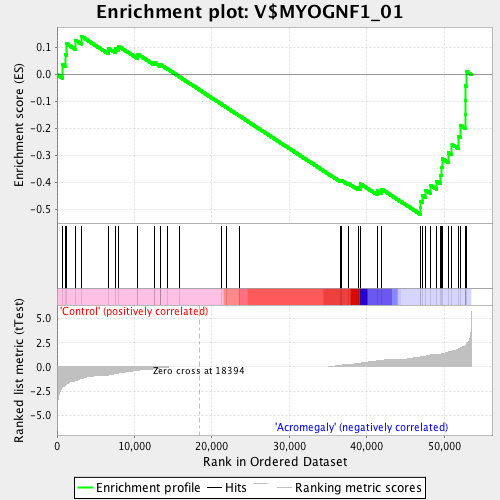 Enrichment plot: V$MYOGNF1_01
Enrichment score (ES)
0.1
0.0
-0.1
-0.2
-0.3
-0.4
-0.5
'Control' (positively correlated)
5.0
2.5
0.0
-2.5
-5.0
Zero cross at 18394
'Acromegaly' (negatively correlated)
Ranked list metric (tTest)
0
10,000
20,000
30,000
40,000
50,000
Rank in Ordered Dataset
Enrichment profile
Hits
Ranking metric scores